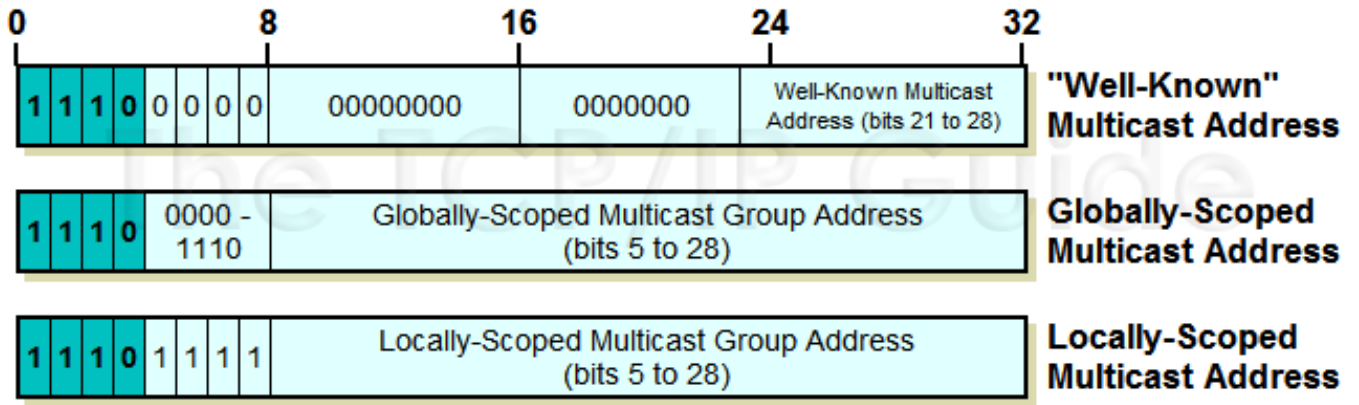 0 8 16 24 32
1 1 1 0 0 0 0 0 00000000 0000000 Well-Known Multicast
Address (bits 21 to 28)
"Well-Known"
Multicast Address
The TCP/IP Guide
1 1 1 0 0000 -
1110
Globally-Scoped Multicast Group Address
(bits 5 to 28)
Globally-Scoped
Multicast Address
1 1 1 0 1 1 1 1 Locally-Scoped Multicast Group Address
(bits 5 to 28)
Locally-Scoped
Multicast Address